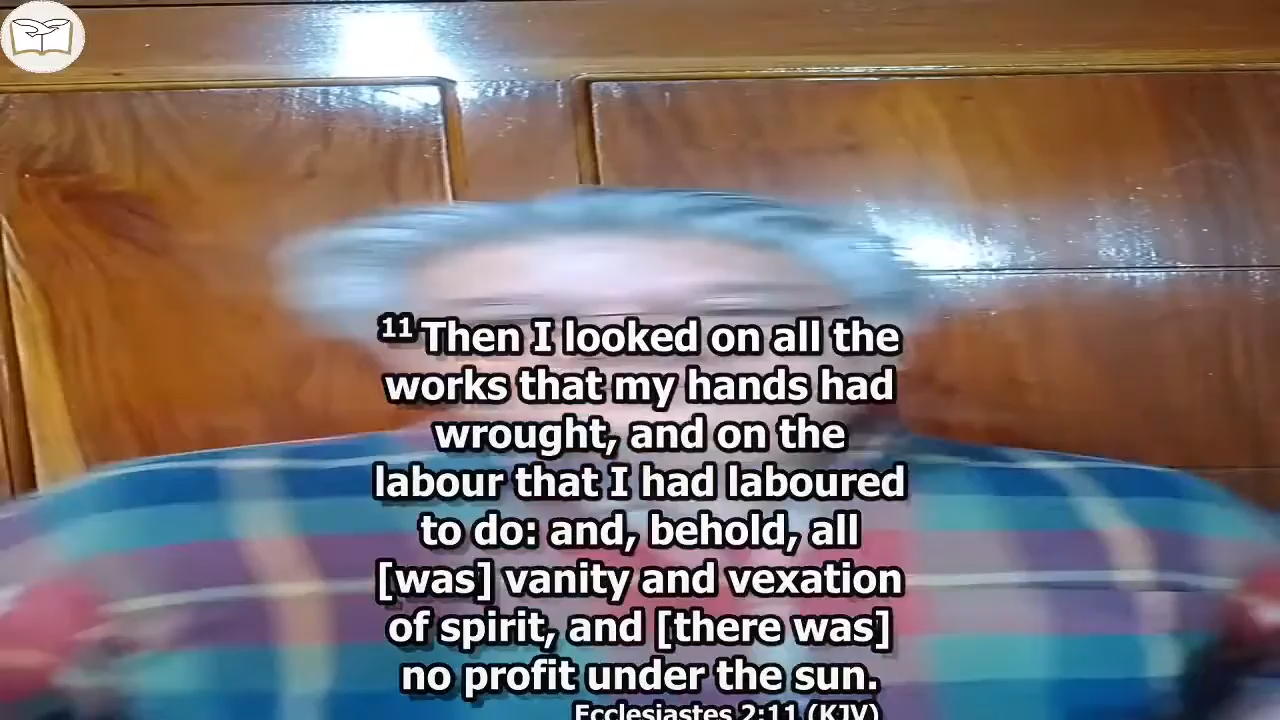 11 Then I looked on all the
works that my hands had
wrought, and on the
labour that I had laboured
to do: and, behold, all
[was] vanity and vexation
of spirit, and [there was]
no profit under the sun.
Ecclesiastes 2:11 (KJV)